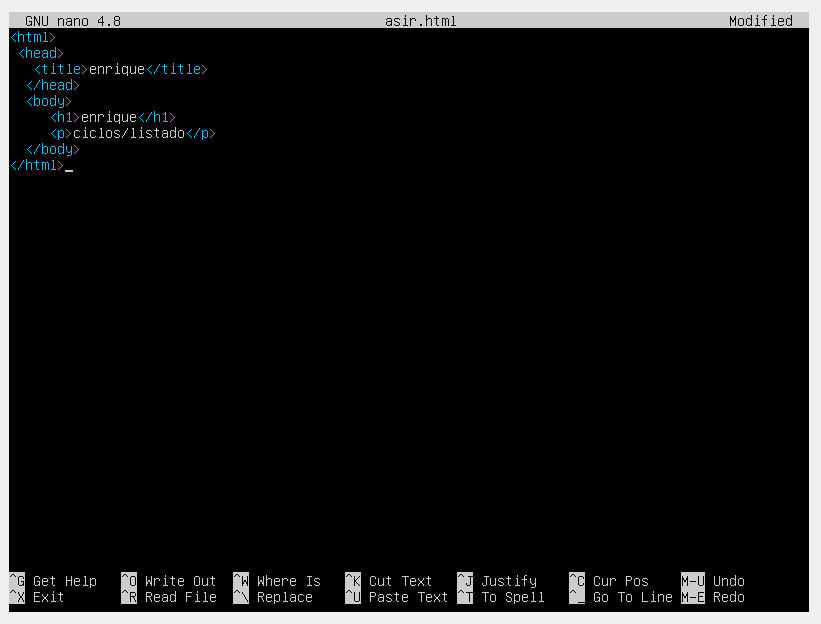 GNU nano 4.8 asir.html Modified
<html>
<head>
<title>enrique</title>
</head>
<body>
<h1>enrique</h1>
<p>ciclos/listado</p>
</body>
</html>
^G Get Help ^O Write Out ^W Where Is ^K Cut Text ^J Justify ^C Cur Pos M-U Undo
^X Exit ^R Read File ^\ Replace ^U Paste Text ^T To Spell ^_ Go To Line M-E Redo